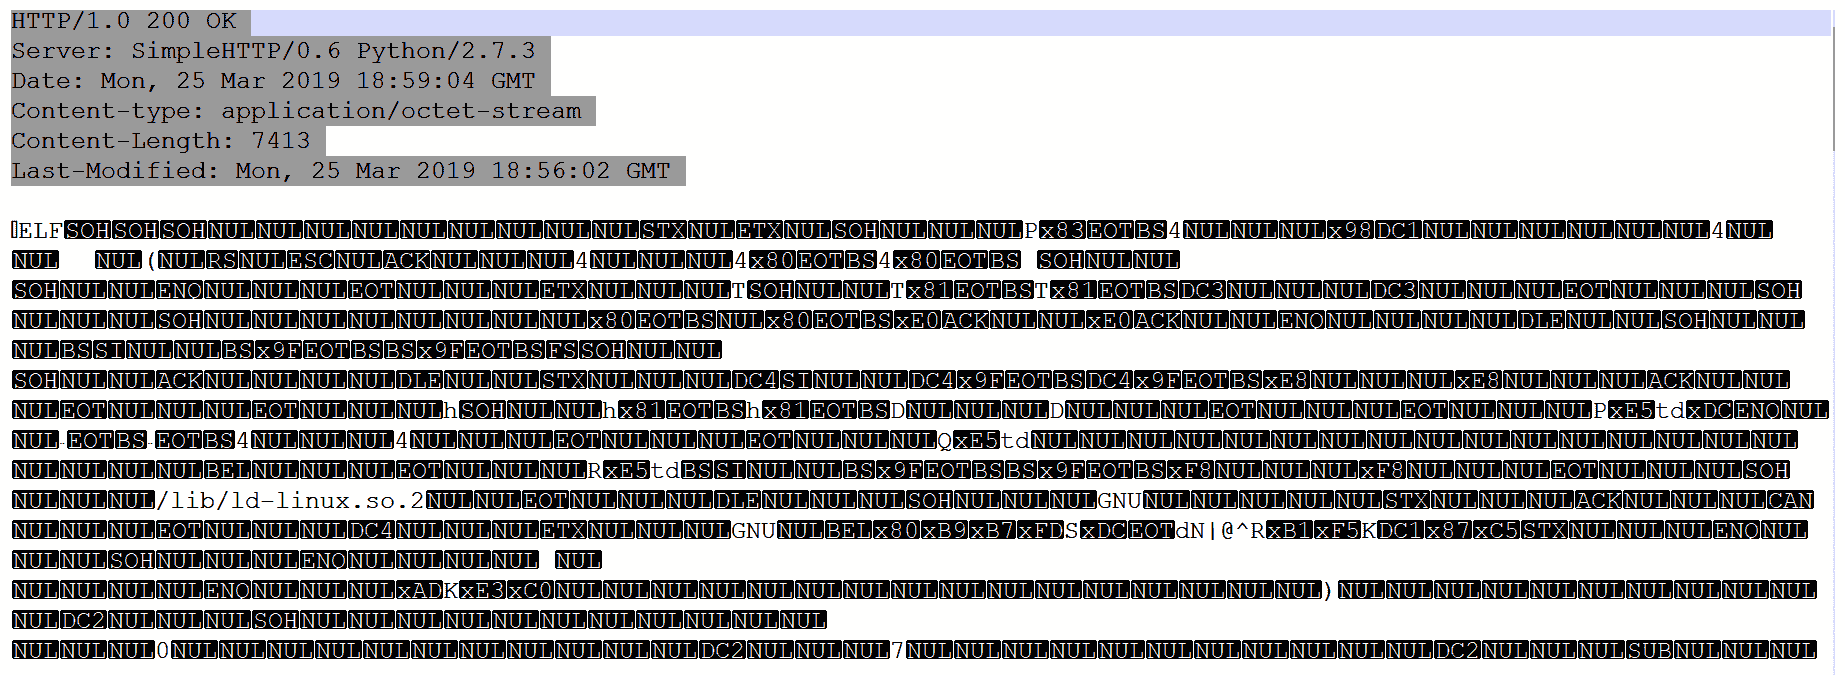 HTTP/1.0 200 OK
Server: SimpleHTTP/0.6 Python/2.7.3
Date: Mon, 25 Mar 2019 18:59:04 GMT
Content-type: application/octet-stream
Content-Length: 7413
Last-Modified: Mon, 25 Mar 2019 18:56:02 GMT
ELFSOHSOHSOHNULNULNULNULNULNULNULNULNULSTXNULETXNULSOHNULNULNULPx83EOTBS4NULNULNULx98DC1NULNULNULNULNULNUL4NUL
NUL NUL(NULRSNULESCNULACKNULNULNUL4NULNULNUL4x80EOTBS4x80EOTBS SOHNULNUL
SOHNULNULENQNULNULNULEOTNULNULNULETXNULNULNULTSOHNULNULTx81EOTBSTx81EOTBSDC3NULNULNULDC3NULNULNULEOTNULNULNULSOH
NULNULNULSOHNULNULNULNULNULNULNULNULx80EOTBSNULx80EOTBSxE0ACKNULNULxE0ACKNULNULENQNULNULNULNULDLENULNULSOHNULNUL
NULBSSINULNULBSx9FEOTBSBSx9FEOTBSFSSOHNULNUL
SOHNULNULACKNULNULNULNULDLENULNULSTXNULNULNULDC4SINULNULDC4x9FEOTBSDC4x9FEOTBSxE8NULNULNULxE8NULNULNULACKNULNUL
NULEOTNULNULNULEOTNULNULNULhSOHNULNULhx81EOTBShx81EOTBSDNULNULNULDNULNULNULEOTNULNULNULEOTNULNULNULPxE5tdxDCENQNUL
NUL-EOTBS-EOTBS4NULNULNUL4NULNULNULEOTNULNULNULEOTNULNULNULQxE5tdNULNULNULNULNULNULNULNULNULNULNULNULNULNULNULNUL
NULNULNULNULBELNULNULNULEOTNULNULNULRxE5tdBSSINULNULBSx9FEOTBSBSx9FEOTBSxF8NULNULNULxF8NULNULNULEOTNULNULNULSOH
NULNULNUL/lib/ld-linux.so.2NULNULEOTNULNULNULDLENULNULNULSOHNULNULNULGNUNULNULNULNULNULSTXNULNULNULACKNULNULNULCAN
NULNULNULEOTNULNULNULDC4NULNULNULETXNULNULNULGNUNULBELx80xB9xB7xFDSxDCEOTdN|@^RxB1xF5KDC1x87xC5STXNULNULNULENQNUL
NULNULSOHNULNULNULENQNULNULNULNUL NUL
NULNULNULNULENQNULNULNULxADKxE3xC0NULNULNULNULNULNULNULNULNULNULNULNULNULNULNULNUL)NULNULNULNULNULNULNULNULNULNUL
NULDC2NULNULNULSOHNULNULNULNULNULNULNULNULNULNULNUL
NULNULNUL0NULNULNULNULNULNULNULNULNULNULNULDC2NULNULNUL7NULNULNULNULNULNULNULNULNULNULNULDC2NULNULNULSUBNULNULNUL